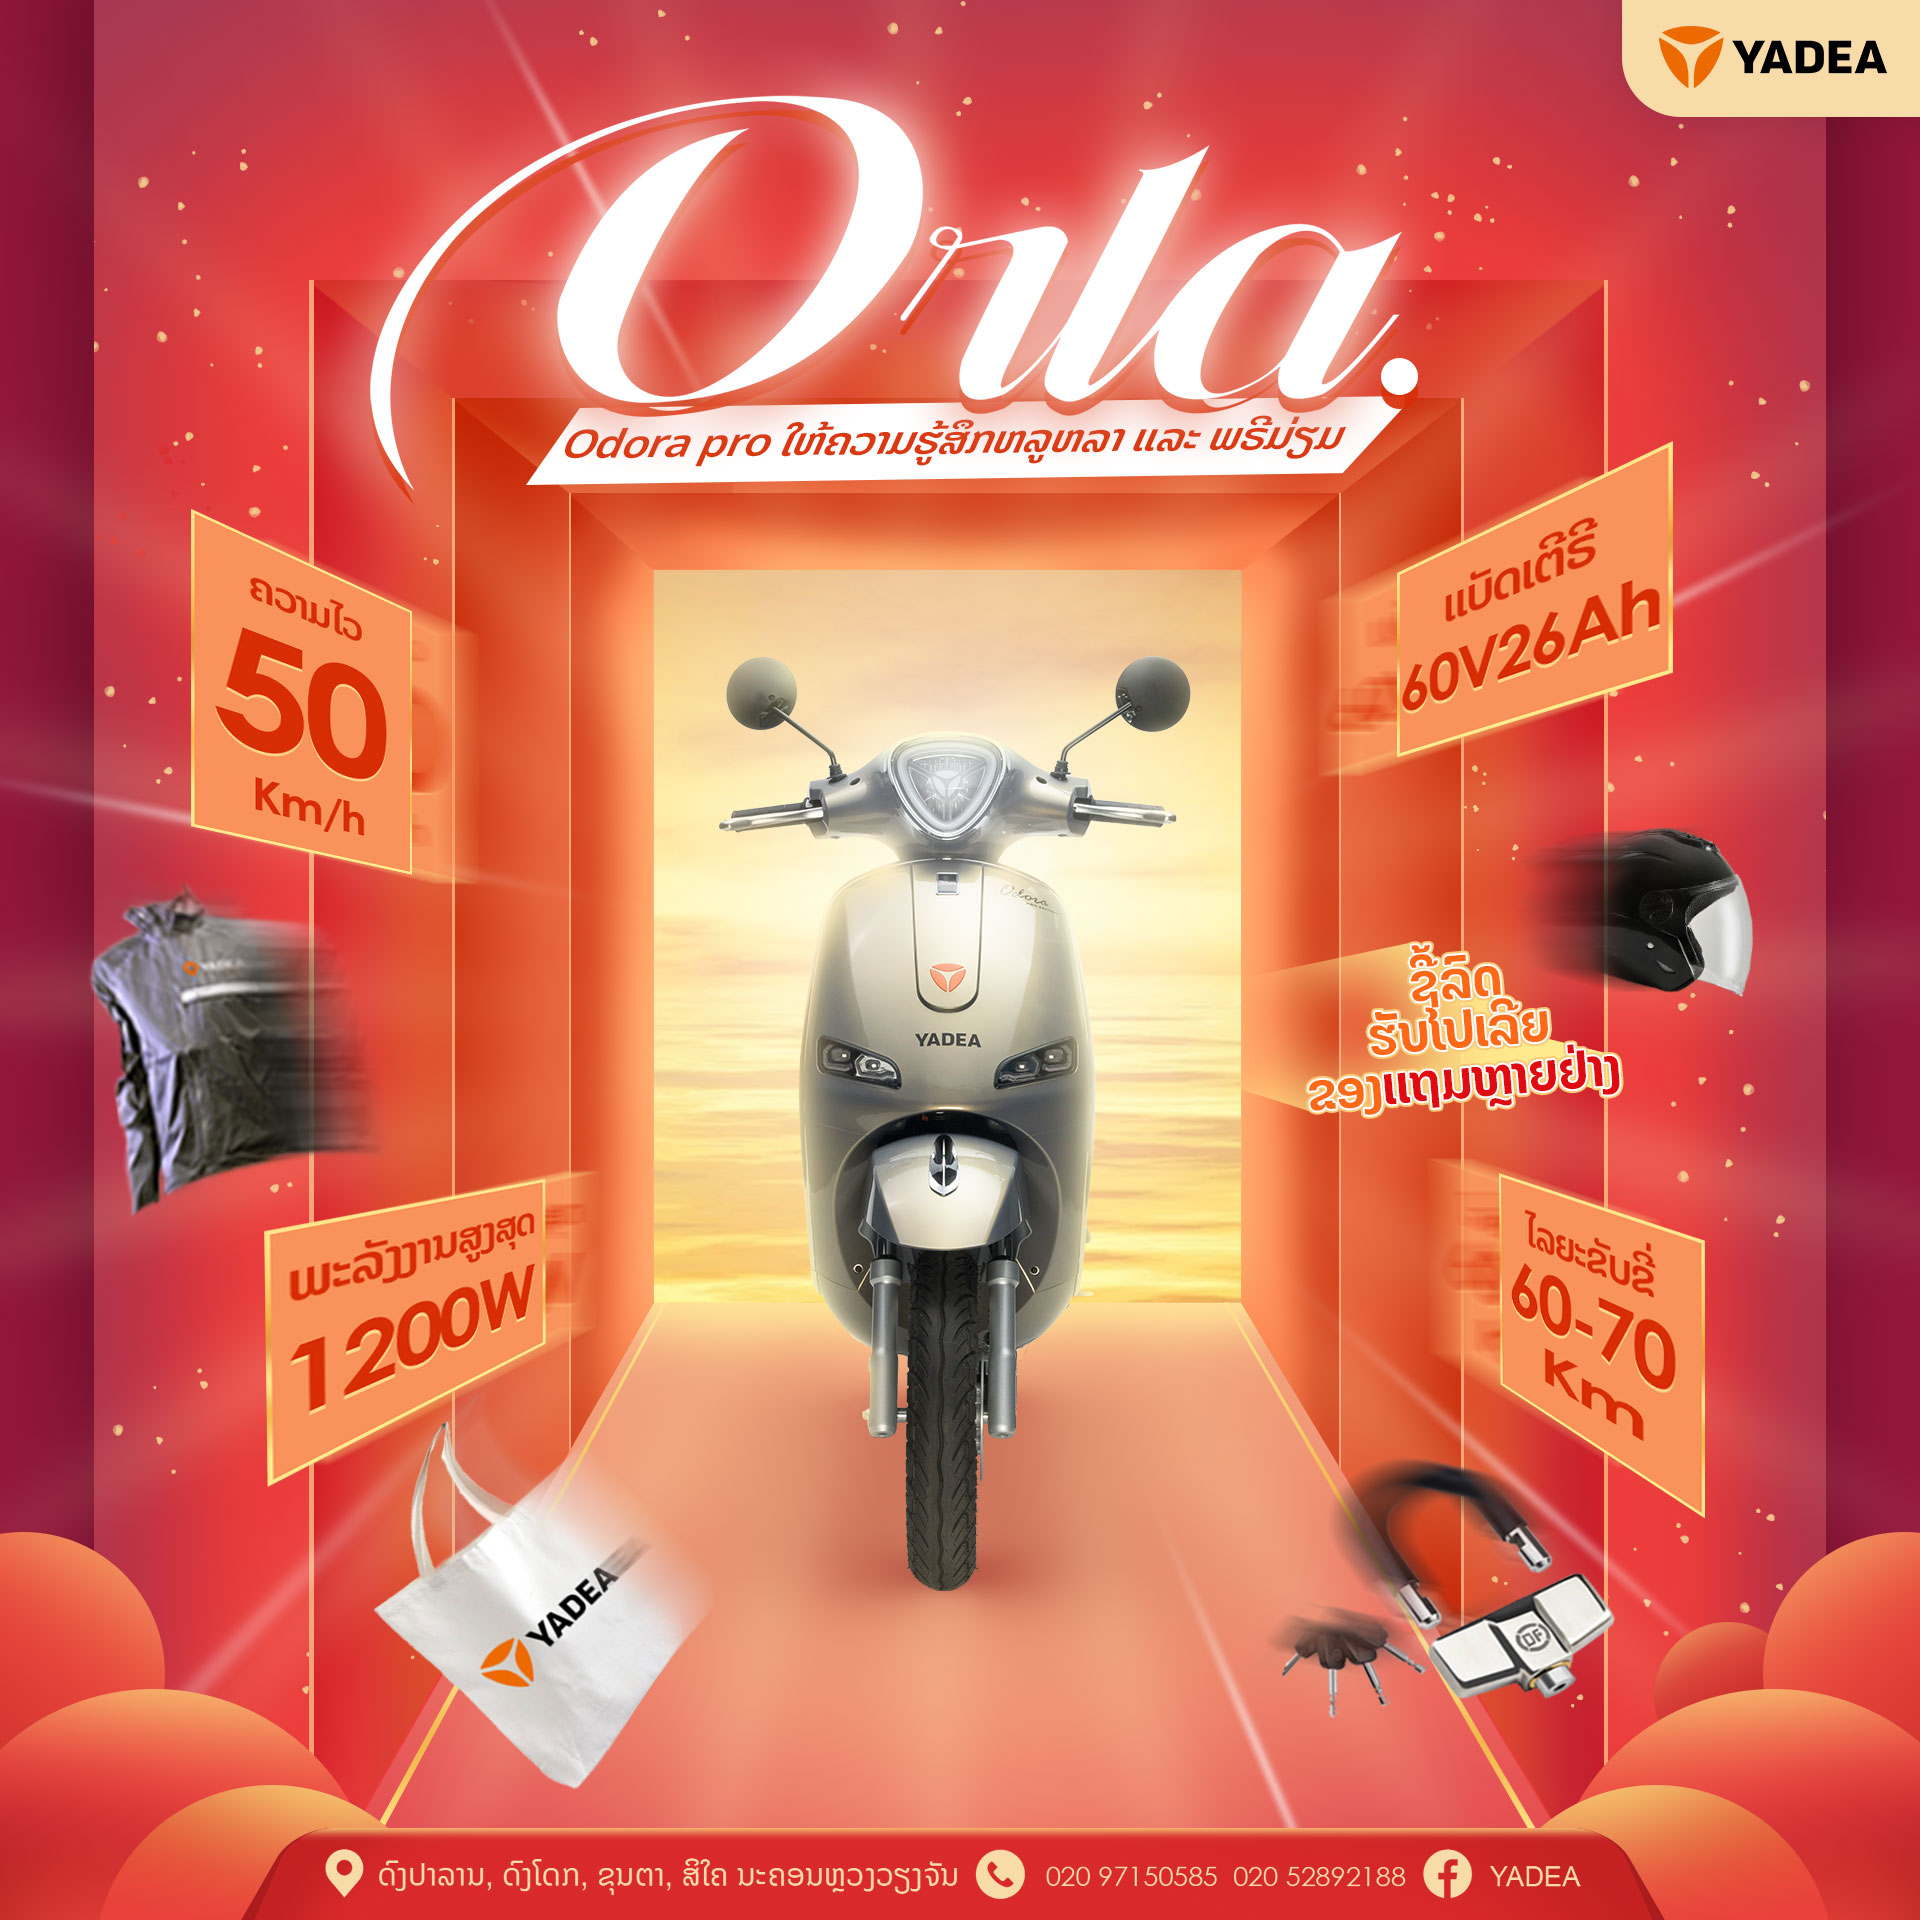 YADEA
Orla.
Odora pro ໃຫ້ຄວາມຮູ້ສຶກຫລູຫລາ ແລະ ພຣີມ່ຽມ
ຄວາມໄວ
50
Km/h
ແບັດເຕີຣີ
60V26Ah
Odora
YADEA
YADEA
ຊື້ລົດ
ຮັບໄປເລີຍ
ຂອງແຖມຫຼາຍຢ່າງ
ພະລັງງານສູງສຸດ
1200W
ໄລຍະຂັບຂີ່
60-70
Km
YADEA
DF
ດົງປາລານ, ດົງໂດກ, ຂຸນຕາ, ສີໃຄ ນະຄອນຫຼວງວຽງຈັນ
020 97150585 020 52892188
YADEA